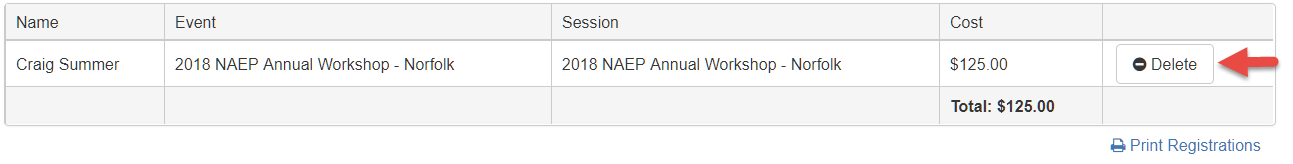 Name Event Session Cost
Craig Summer 2018 NAEP Annual Workshop - Norfolk 2018 NAEP Annual Workshop - Norfolk $125.00 Delete
Total: $125.00
Print Registrations